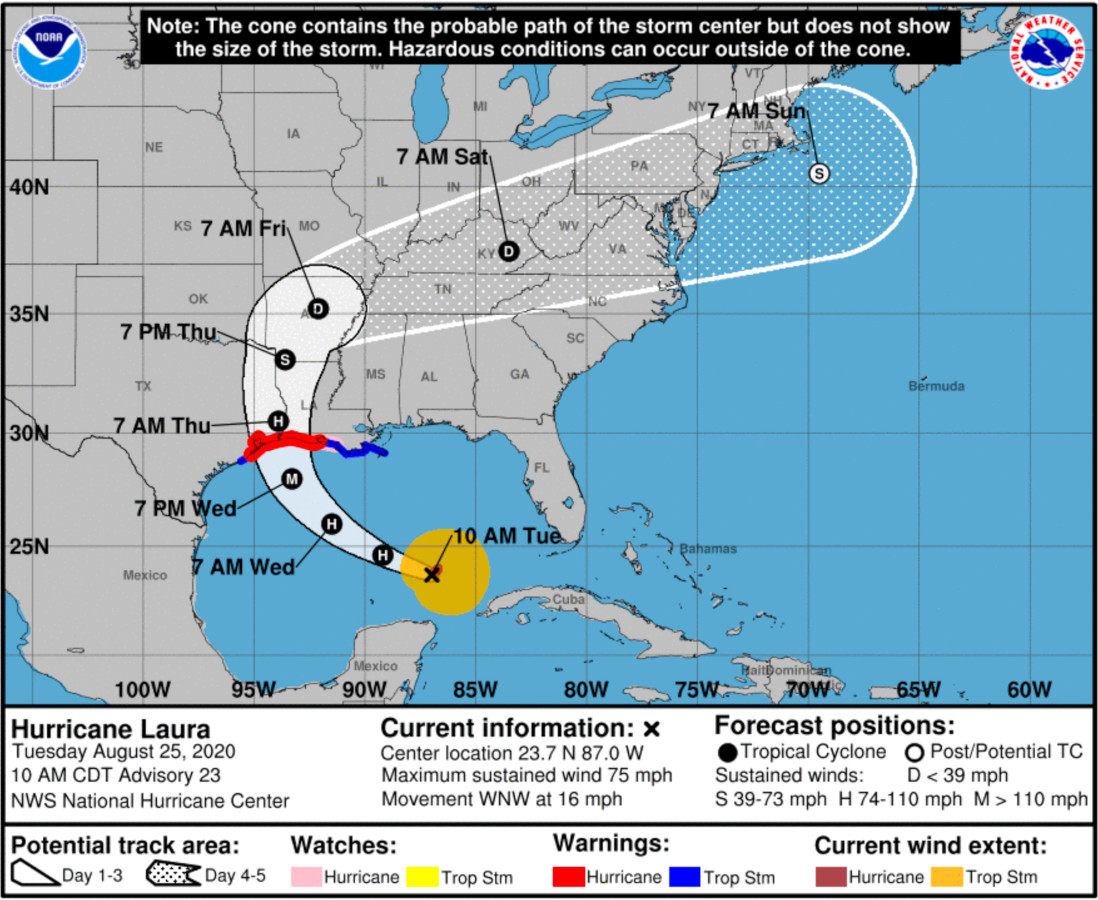 Note: The cone contains the probable path of the storm center but does not show
the size of the storm. Hazardous conditions can occur outside of the cone.
NOAA
NATIONAL WEATHER SERVICE
WI
VT
NH
MI
NY
7 AM Sun
MA
IA
NE
CT
RI
7 AM Sat
PA
S
IL
IN
OH
40N
KS
MO
7 AM Fri
WV
DE
KY
D
VA
OK
TN
NC
35N
D
7 PM Thu
S
SC
TX
MS
AL
GA
Bermuda
LA
7 AM Thu
H
30N
FL
M
7 PM Wed
H
10 AM Tue
25N
H
Bahamas
7 AM Wed
Mexico
Cuba
Mexico
Haiti
Dominican
100W
95W
90W
85W
80W
75W
70W
65W
60W
Hurricane Laura
Tuesday August 25, 2020
10 AM CDT Advisory 23
NWS National Hurricane Center
Current information: x
Center location 23.7 N 87.0 W
Maximum sustained wind 75 mph
Movement WNW at 16 mph
Forecast positions:
Tropical Cyclone
Post/Potential TC
Sustained winds: D < 39 mph
S 39-73 mph H 74-110 mph M > 110 mph
Potential track area:
Day 1-3
Day 4-5
Watches:
Hurricane
Trop Stm
Warnings:
Hurricane
Trop Stm
Current wind extent:
Hurricane
Trop Stm